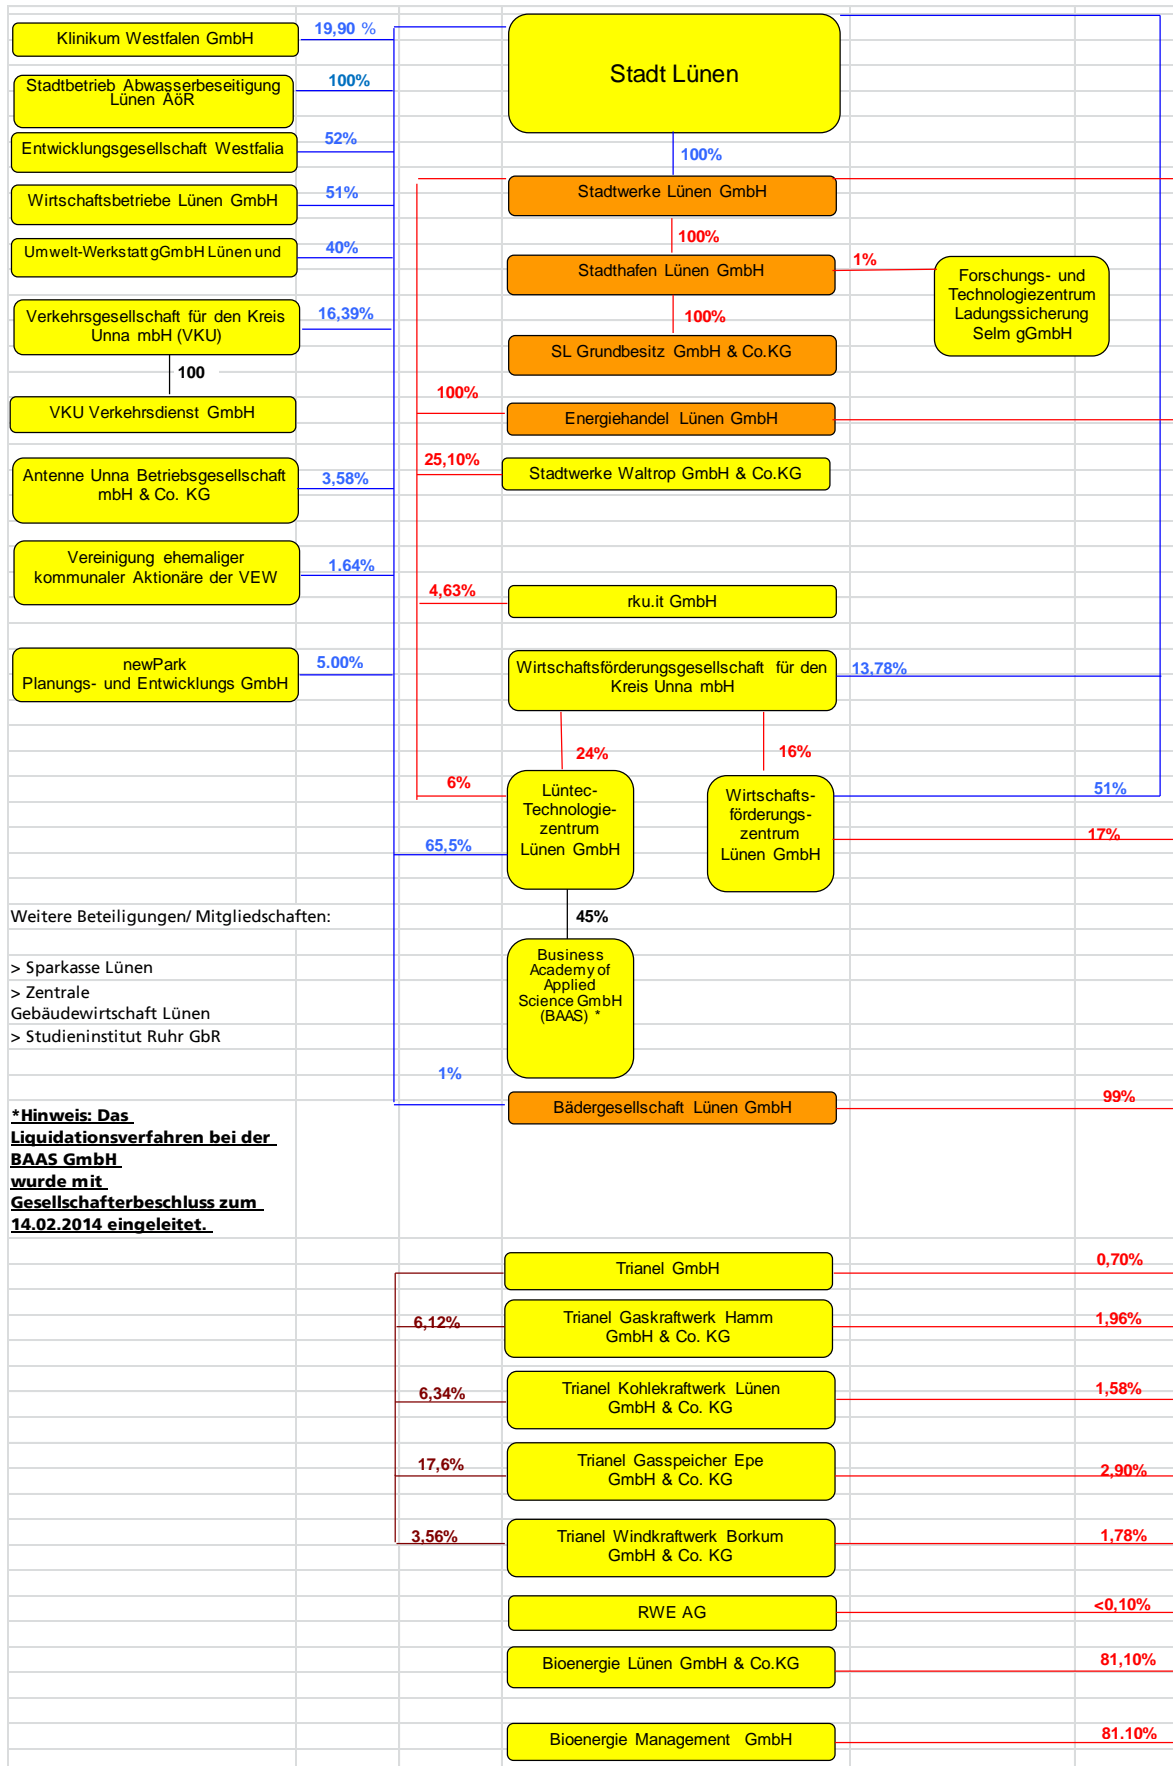 Klinikum Westfalen GmbH
19,90 %
Stadt Lünen
Stadtbetrieb Abwasserbeseitigung
Lünen AöR
100%
Entwicklungsgesellschaft Westfalia
52%
100%
Wirtschaftsbetriebe Lünen GmbH
51%
Stadtwerke Lünen GmbH
100%
Umwelt-Werkstatt gGmbH Lünen und
40%
Stadthafen Lünen GmbH
1%
Forschungs- und
Technologiezentrum
Ladungssicherung
Selm gGmbH
Verkehrsgesellschaft für den Kreis
Unna mbH (VKU)
16,39%
100%
SL Grundbesitz GmbH & Co.KG
100
100%
VKU Verkehrsdienst GmbH
Energiehandel Lünen GmbH
25,10%
Antenne Unna Betriebsgesellschaft
mbH & Co. KG
3,58%
Stadtwerke Waltrop GmbH & Co.KG
Vereinigung ehemaliger
kommunaler Aktionäre der VEW
1.64%
4,63%
rku.it GmbH
newPark
Planungs- und Entwicklungs GmbH
5.00%
Wirtschaftsförderungsgesellschaft für den
Kreis Unna mbH
13,78%
24%
16%
6%
Lüntec-
Technologie-
zentrum
Lünen GmbH
Wirtschafts-
förderungs-
zentrum
Lünen GmbH
51%
17%
65,5%
Weitere Beteiligungen/ Mitgliedschaften:
45%
> Sparkasse Lünen
> Zentrale
Gebäudewirtschaft Lünen
> Studieninstitut Ruhr GbR
Business
Academy of
Applied
Science GmbH
(BAAS) *
1%
Bädergesellschaft Lünen GmbH
99%
*Hinweis: Das
Liquidationsverfahren bei der
BAAS GmbH
wurde mit
Gesellschafterbeschluss zum
14.02.2014 eingeleitet.
Trianel GmbH
0,70%
6,12%
Trianel Gaskraftwerk Hamm
GmbH & Co. KG
1,96%
6,34%
Trianel Kohlekraftwerk Lünen
GmbH & Co. KG
1,58%
17,6%
Trianel Gasspeicher Epe
GmbH & Co. KG
2,90%
3,56%
Trianel Windkraftwerk Borkum
GmbH & Co. KG
1,78%
RWE AG
<0,10%
Bioenergie Lünen GmbH & Co.KG
81,10%
Bioenergie Management GmbH
81.10%